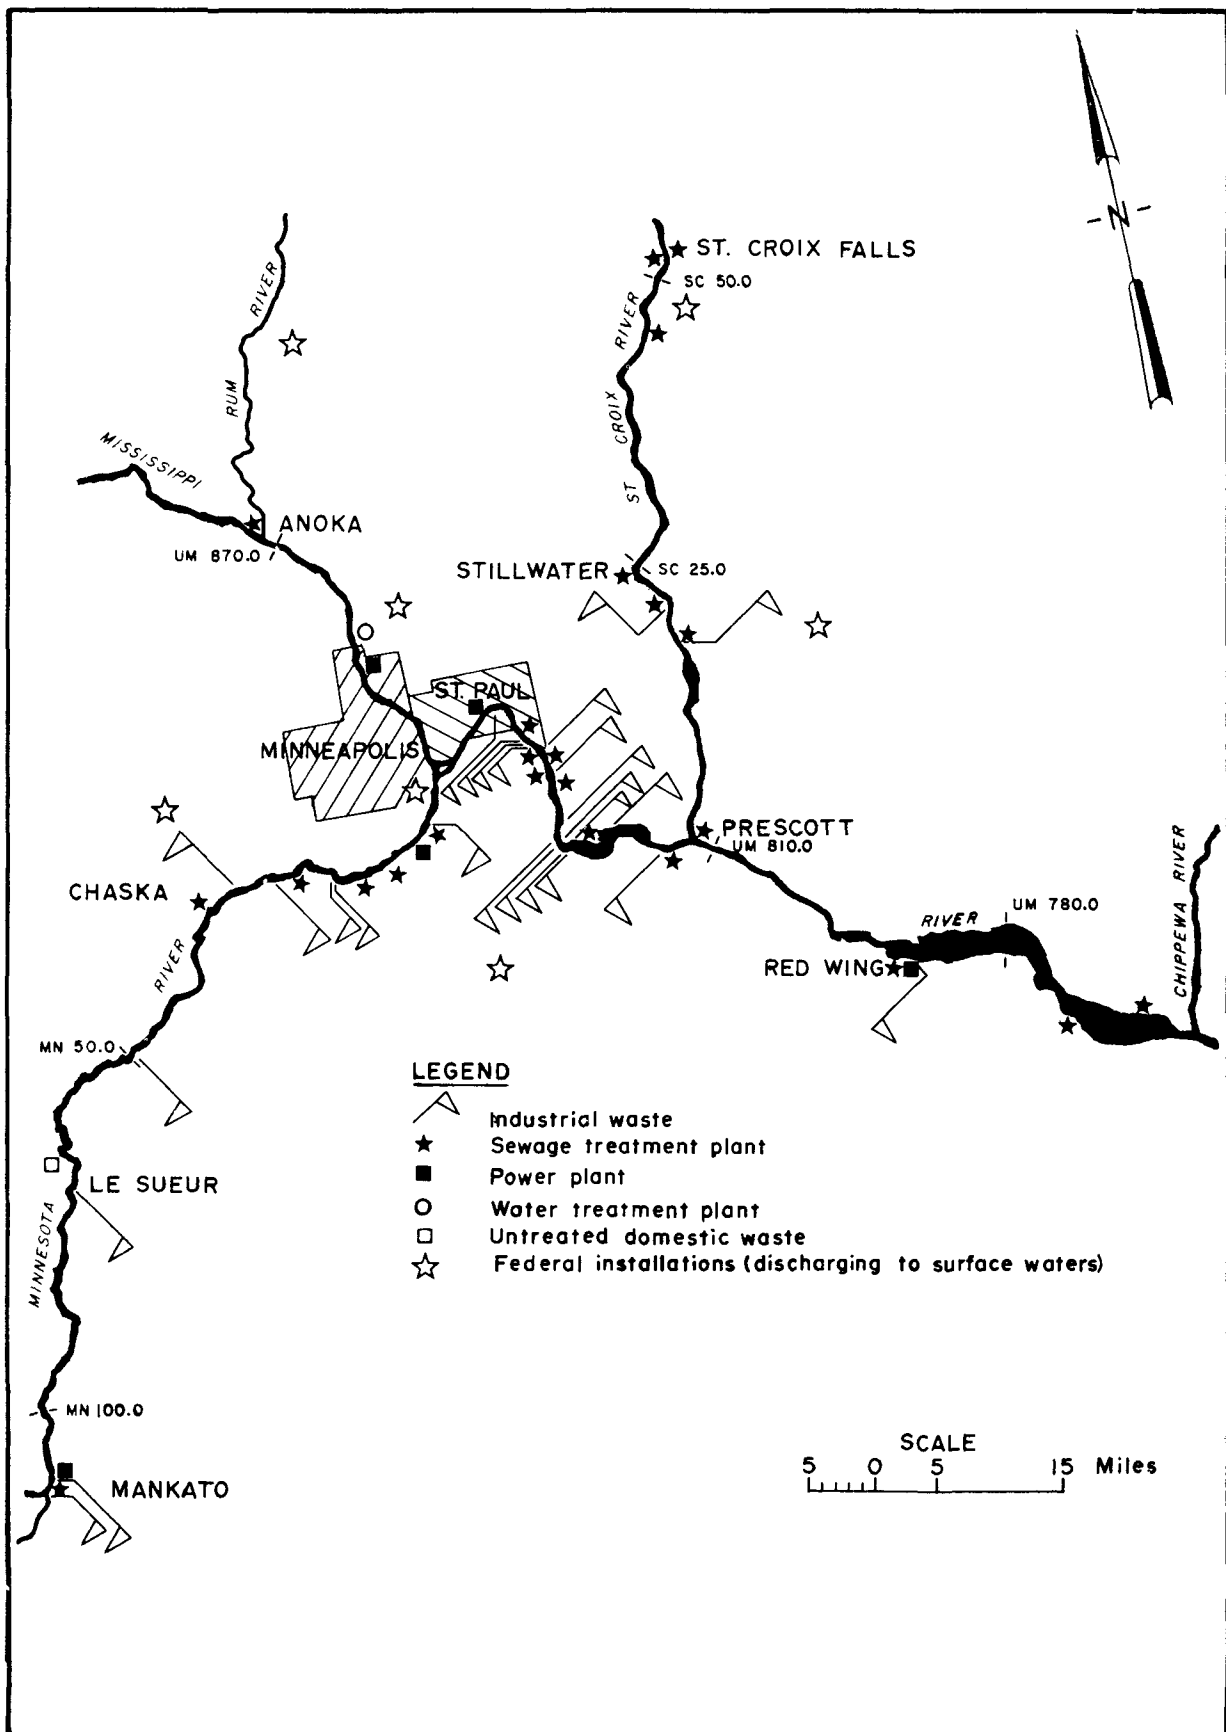 N
ST. CROIX FALLS
SC 50.0
RUM RIVER
ST CROIX RIVER
MISSISSIPPI
ANOKA
UM 870.0
STILLWATER
SC 25.0
ST. PAUL
MINNEAPOLIS
PRESCOTT
UM 810.0
CHASKA
RIVER
UM 780.0
CHIPPEWA RIVER
RED WING
MINNESOTA RIVER
MN 50.0
LE SUEUR
LEGEND
Industrial waste
Sewage treatment plant
Power plant
Water treatment plant
Untreated domestic waste
Federal installations (discharging to surface waters)
MN 100.0
MANKATO
SCALE
5 0 5 15 Miles